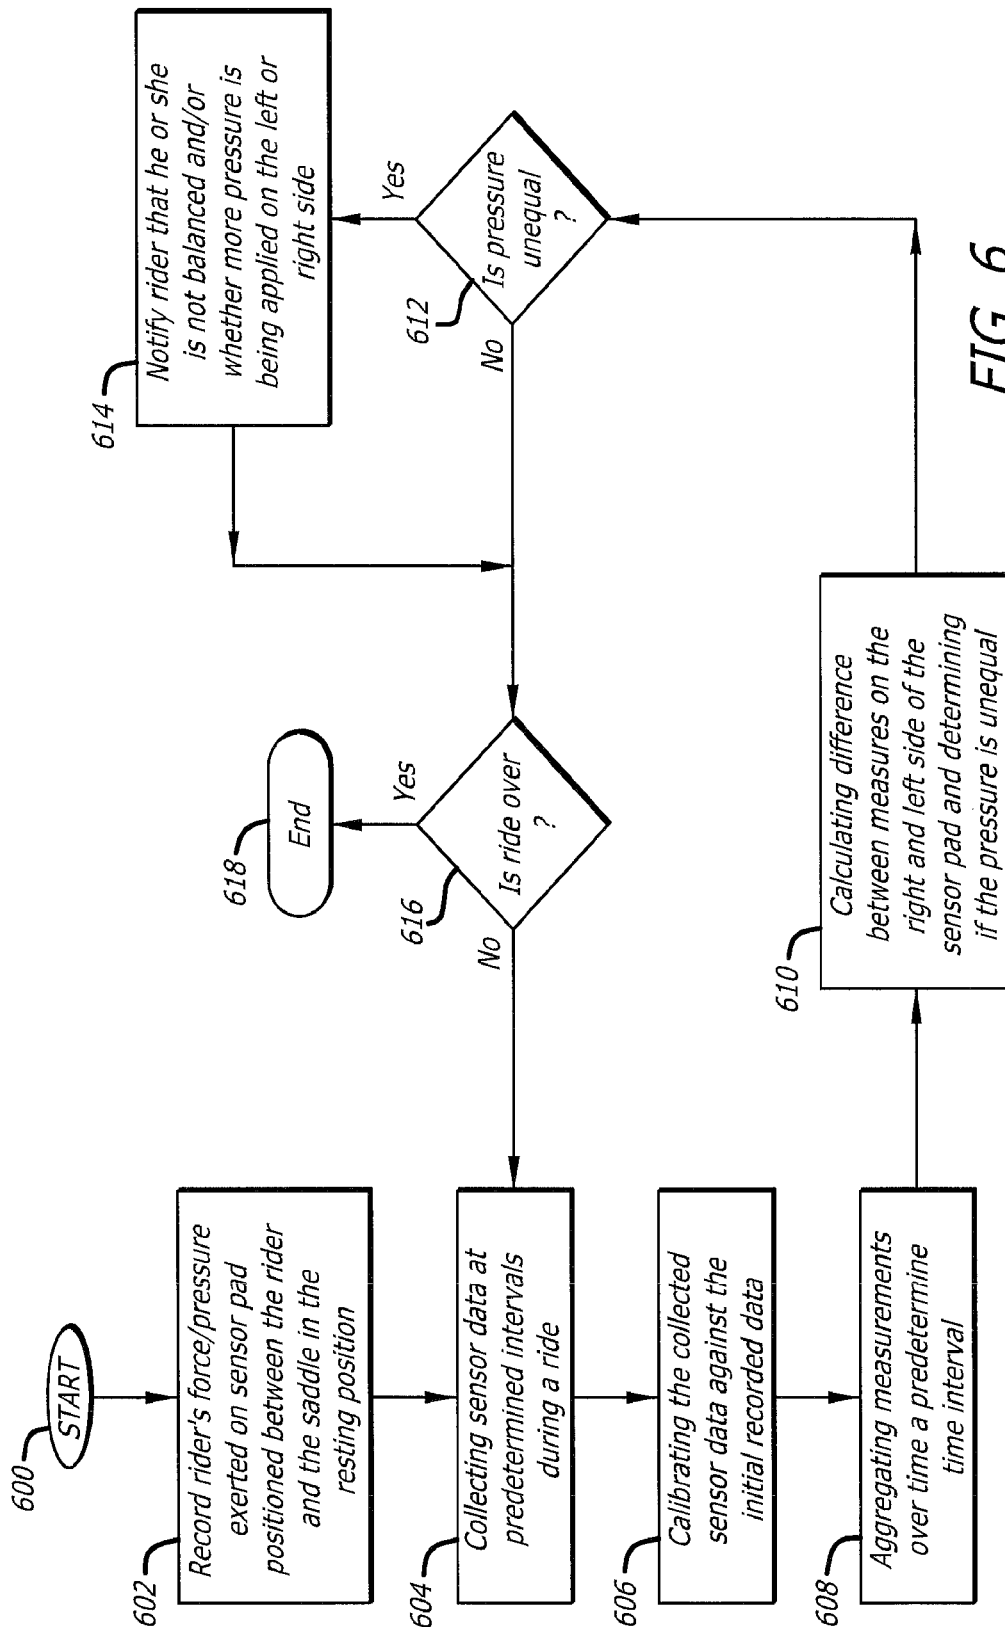 600
START
602
Record rider's force/pressure
exerted on sensor pad
positioned between the rider
and the saddle in the
resting position
604
Collecting sensor data at
predetermined intervals
during a ride
606
Calibrating the collected
sensor data against the
initial recorded data
608
Aggregating measurements
over time a predetermine
time interval
610
Calculating difference
between measures on the
right and left side of the
sensor pad and determining
if the pressure is unequal
612
Is pressure
unequal
?
Yes
No
614
Notify rider that he or she
is not balanced and/or
whether more pressure is
being applied on the left or
right side
616
Is ride over
?
Yes
No
618
End
FIG. 6